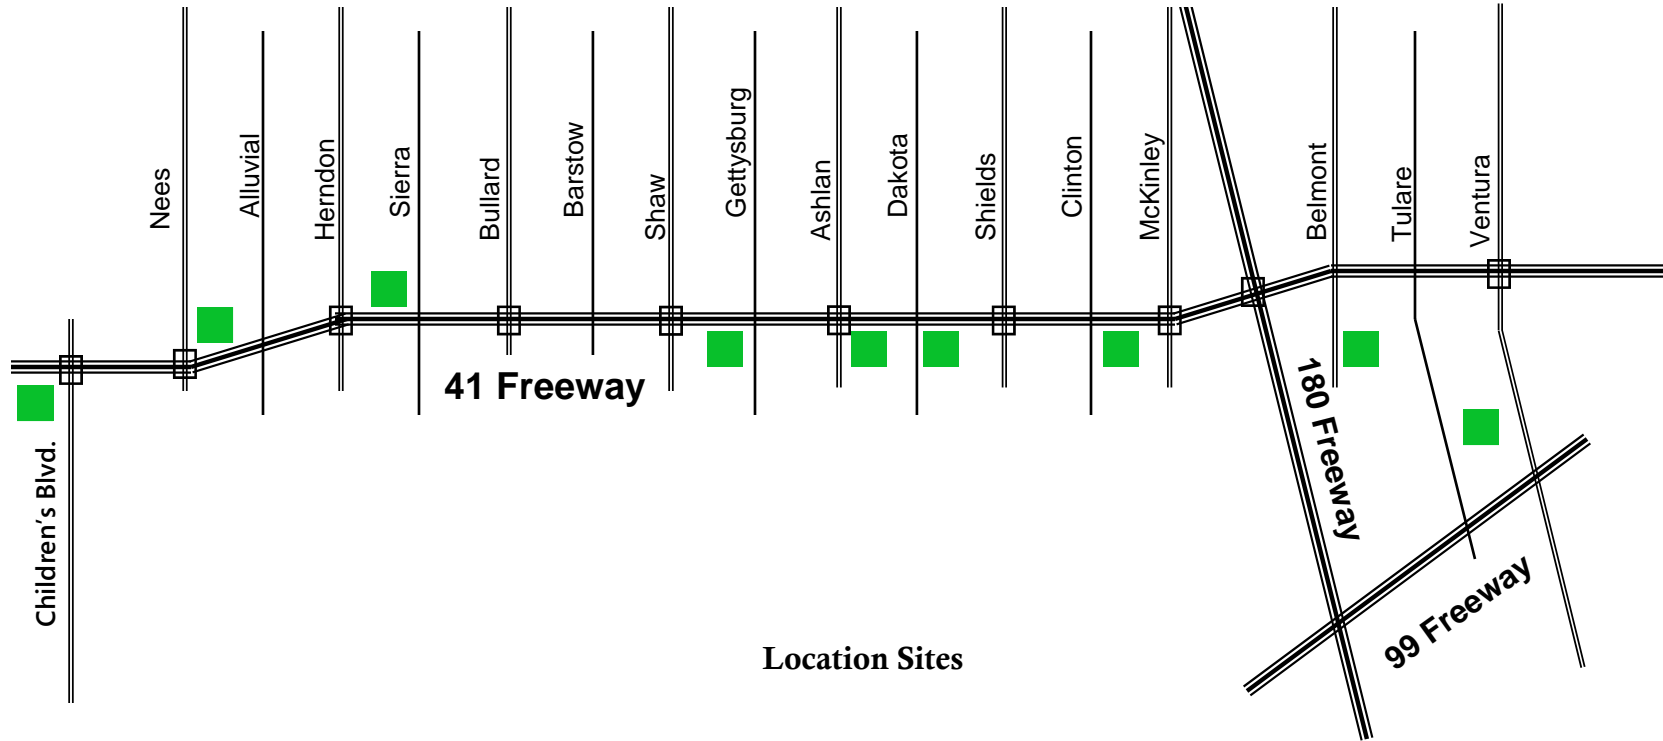 Nees
Alluvial
Herndon
Sierra
Bullard
Barstow
Shaw
Gettysburg
Ashlan
Dakota
Shields
Clinton
McKinley
Belmont
Tulare
Ventura
41 Freeway
180 Freeway
Children's Blvd.
99 Freeway
Location Sites